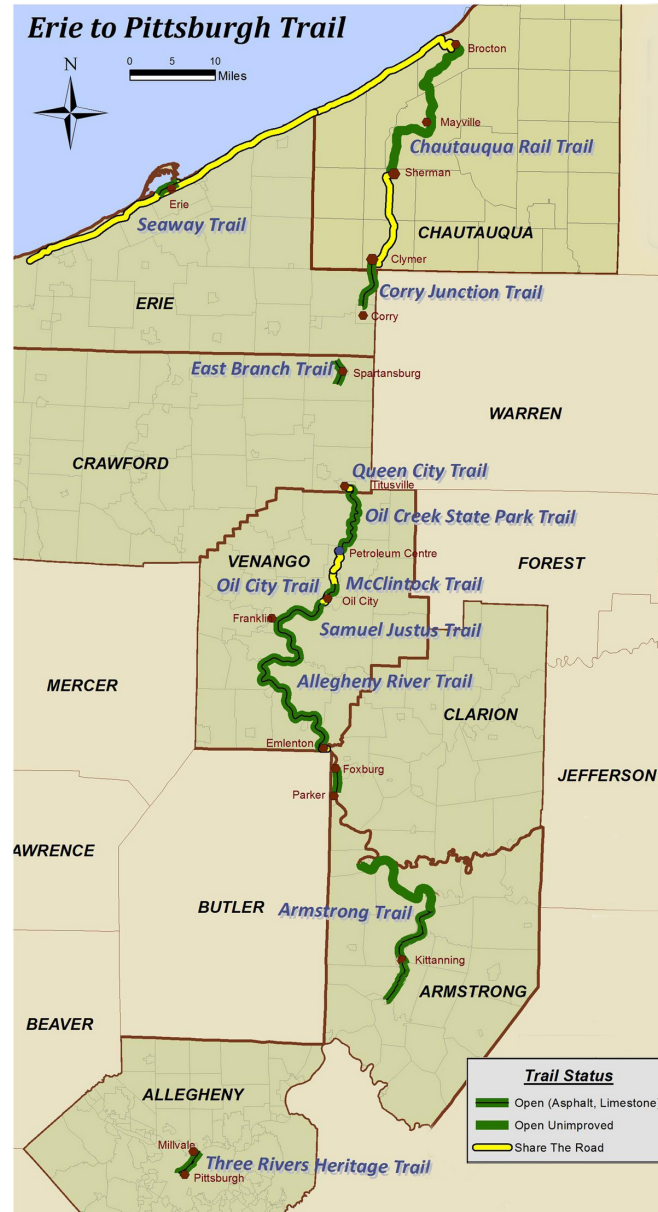 Erie to Pittsburgh Trail
N
0 5 10
Miles
Brocton
Mayville
Chautauqua Rail Trail
Sherman
Erie
Seaway Trail
CHAUTAUQUA
Clymer
Corry Junction Trail
ERIE
Corry
East Branch Trail
Spartansburg
WARREN
CRAWFORD
Queen City Trail
Titusville
Oil Creek State Park Trail
Petroleum Centre
VENANGO
FOREST
Oil City Trail
McClintock Trail
Oil City
Franklin
Samuel Justus Trail
MERCER
Allegheny River Trail
CLARION
Emlenton
Foxburg
JEFFERSON
Parker
AWRENCE
BUTLER
Armstrong Trail
Kittanning
ARMSTRONG
BEAVER
Trail Status
Open (Asphalt, Limestone
Open Unimproved
Share The Road
ALLEGHENY
Millvale
Three Rivers Heritage Trail
Pittsburgh